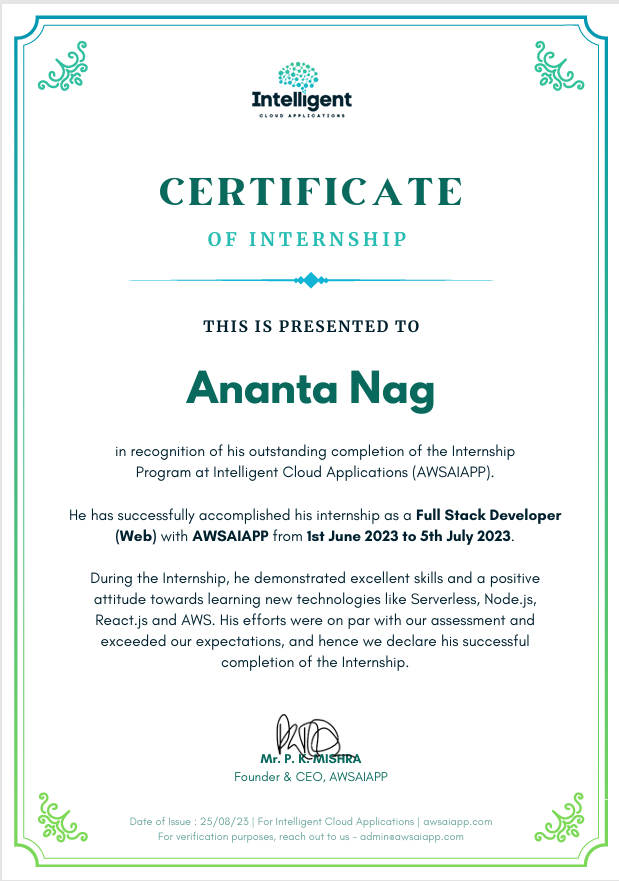 Intelligent
CLOUD APPLICATIONS
CERTIFICATE
OF INTERNSHIP
THIS IS PRESENTED TO
Ananta Nag
in recognition of his outstanding completion of the Internship
Program at Intelligent Cloud Applications (AWSAIAPP).
He has successfully accomplished his internship as a Full Stack Developer
(Web) with AWSAIAPP from 1st June 2023 to 5th July 2023.
During the Internship, he demonstrated excellent skills and a positive
attitude towards learning new technologies like Serverless, Node.js,
React.js and AWS. His efforts were on par with our assessment and
exceeded our expectations, and hence we declare his successful
completion of the Internship.
Mr. P. K. MISHRA
Founder & CEO, AWSAIAPP
Date of Issue : 25/08/23 | For Intelligent Cloud Applications | awsaiapp.com
For verification purposes, reach out to us - admin@awsaiapp.com